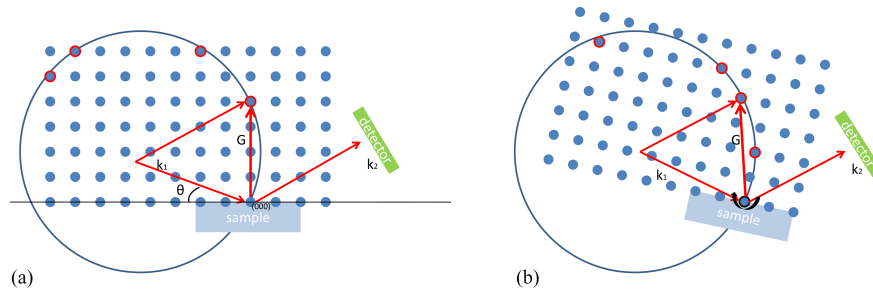 G
k₁
θ
(000)
sample
k₂
detector
(a)
G
k₁
sample
k₂
detector
(b)